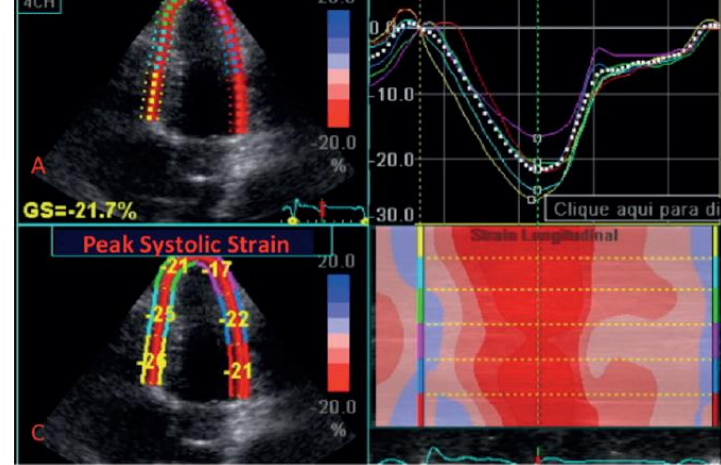 4CH
20.0
20.0
%
A
GS=-21.7%
0.0
-10.0
-20.0
-30.0
Clique aqui para di
Peak Systolic Strain
20.0
-21
-17
-25
-22
-26
-21
20.0
%
C
Strain Longitudinal